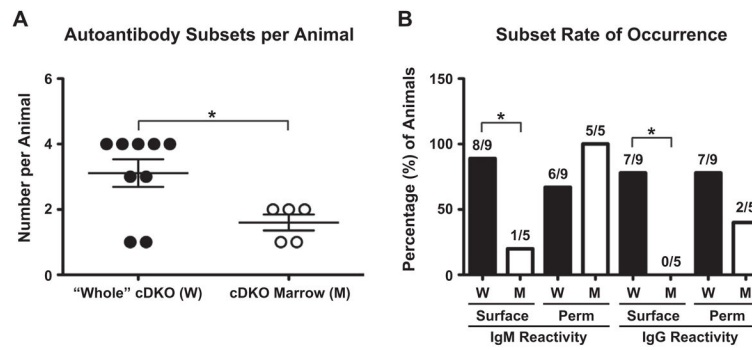 A
Autoantibody Subsets per Animal
Number per Animal
6
4
2
0
*
"Whole" cDKO (W)
cDKO Marrow (M)
B
Subset Rate of Occurrence
Percentage (%) of Animals
150
100
50
0
*
8/9
1/5
6/9
5/5
*
7/9
0/5
7/9
2/5
W M W M W M W M
Surface Perm Surface Perm
IgM Reactivity IgG Reactivity